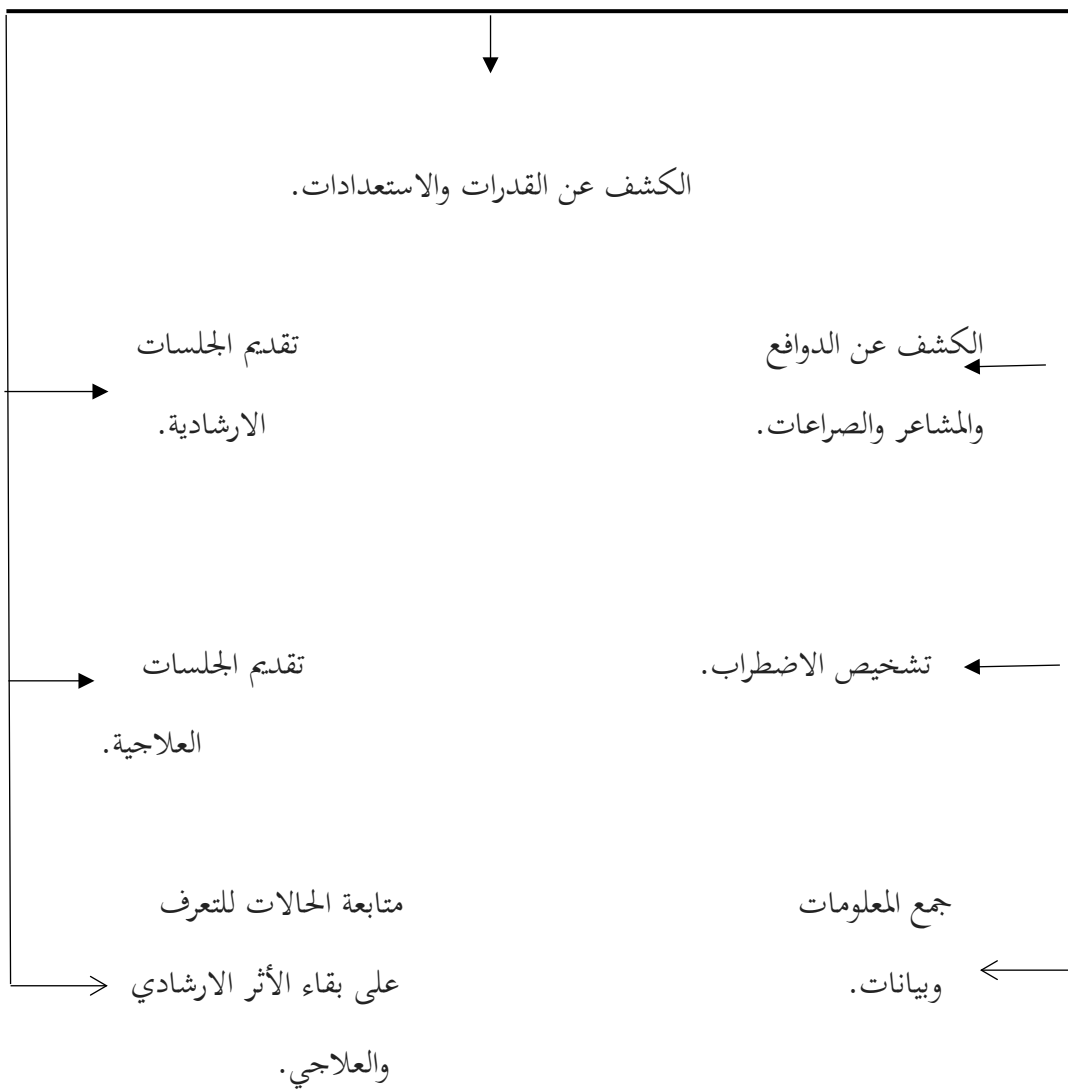 الكشف عن القدرات والاستعدادات.
الكشف عن الدوافع
والمشاعر والصراعات.
تقديم الجلسات
الارشادية.
تشخيص الاضطراب.
تقديم الجلسات
العلاجية.
جمع المعلومات
وبيانات.
متابعة الحالات للتعرف
على بقاء الأثر الارشادي
والعلاجي.